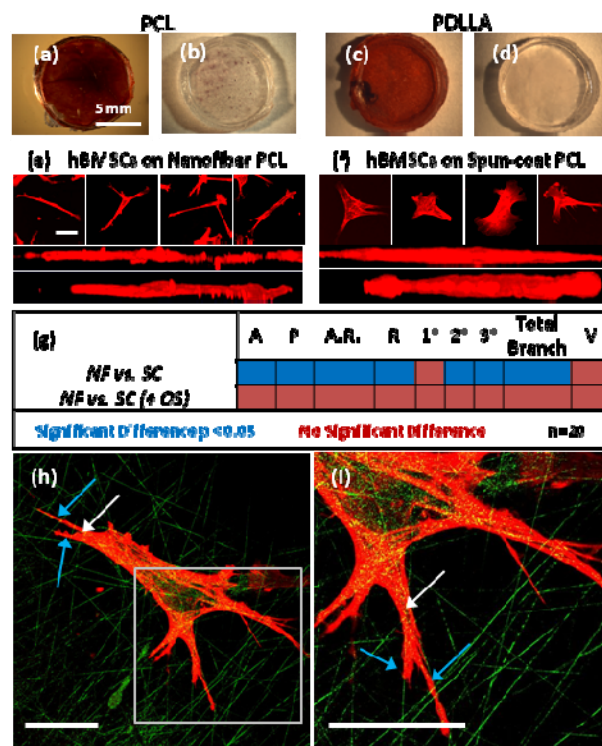 PCL PDLLA
(a) (b) (c) (d)
5mm
(e) hBMSCs on Nanofiber PCL (f) hBMSCs on Spun-coat PCL
(g) A P A.R. R 1° 2° 3° Total Branch V
NF vs. SC
NF vs. SC (+ OS)
Significant Difference p <0.05 No Significant Difference n=20
(h) (i)